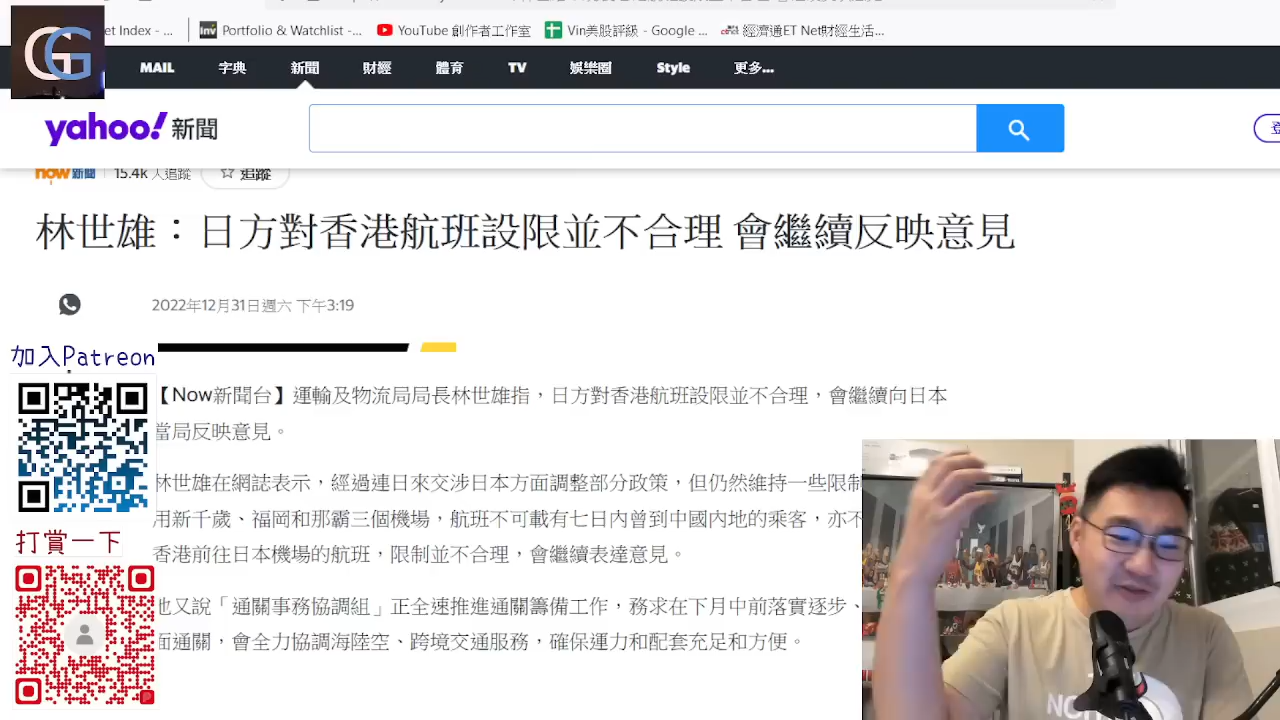 et Index - ...
Portfolio & Watchlist -...
YouTube 創作者工作室
Vin美股評級 - Google ...
經濟通ET Net財經生活...
GG
MAIL 字典 新聞 財經 體育 TV 娛樂圈 Style 更多...
yahoo! 新聞
now 新聞 15.4k 人追蹤 追蹤
林世雄：日方對香港航班設限並不合理 會繼續反映意見
2022年12月31日週六 下午3:19
加入Patreon
【Now新聞台】運輸及物流局局長林世雄指，日方對香港航班設限並不合理，會繼續向日本
當局反映意見。
林世雄在網誌表示，經過連日來交涉日本方面調整部分政策，但仍然維持一些限制
用新千歲、福岡和那霸三個機場，航班不可載有七日內曾到中國內地的乘客，亦不
香港前往日本機場的航班，限制並不合理，會繼續表達意見。
打賞一下
他又說「通關事務協調組」正全速推進通關籌備工作，務求在下月中前落實逐步、
面通關，會全力協調海陸空、跨境交通服務，確保運力和配套充足和方便。